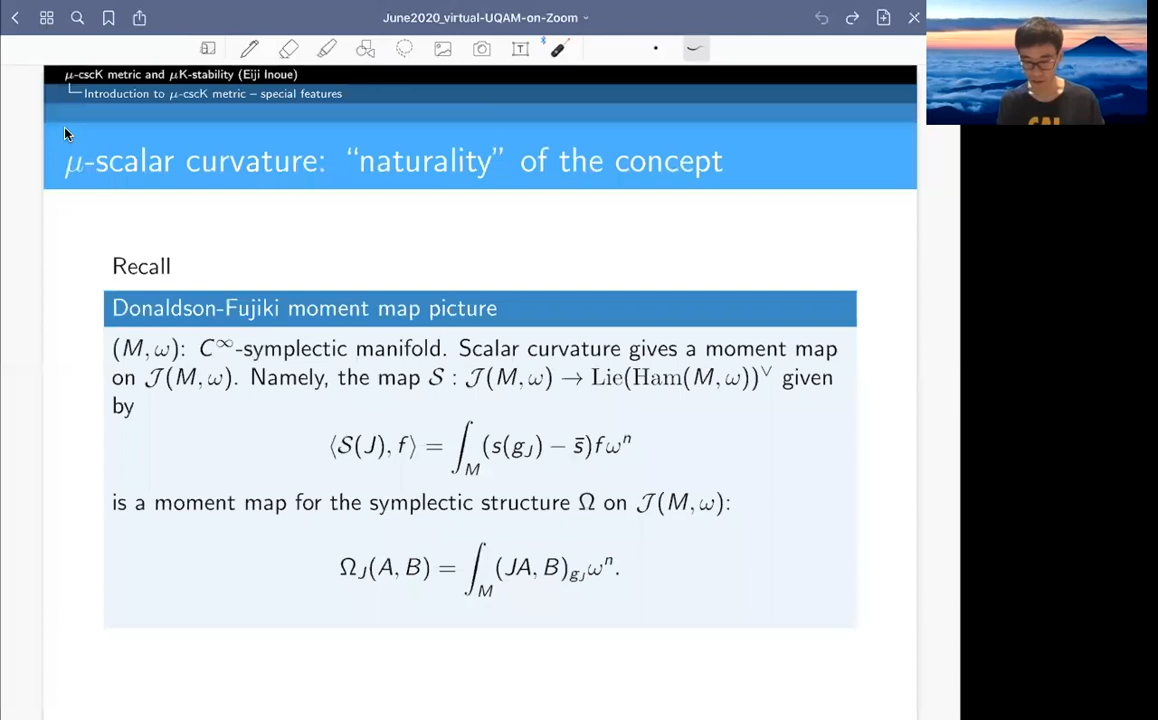 June2020_virtual-UQAM-on-Zoom
μ-cscK metric and μK-stability (Eiji Inoue)
Introduction to μ-cscK metric – special features
μ-scalar curvature: “naturality” of the concept
Recall
Donaldson-Fujiki moment map picture
(M, ω): C^∞-symplectic manifold. Scalar curvature gives a moment map
on 𝒥(M, ω). Namely, the map 𝒮 : 𝒥(M, ω) → Lie(Ham(M, ω))^∨ given
by
⟨𝒮(J), f⟩ = ∫_M (s(g_J) − s̄)fω^n
is a moment map for the symplectic structure Ω on 𝒥(M, ω):
Ω_J(A, B) = ∫_M (JA, B)_{g_J} ω^n.
CAL